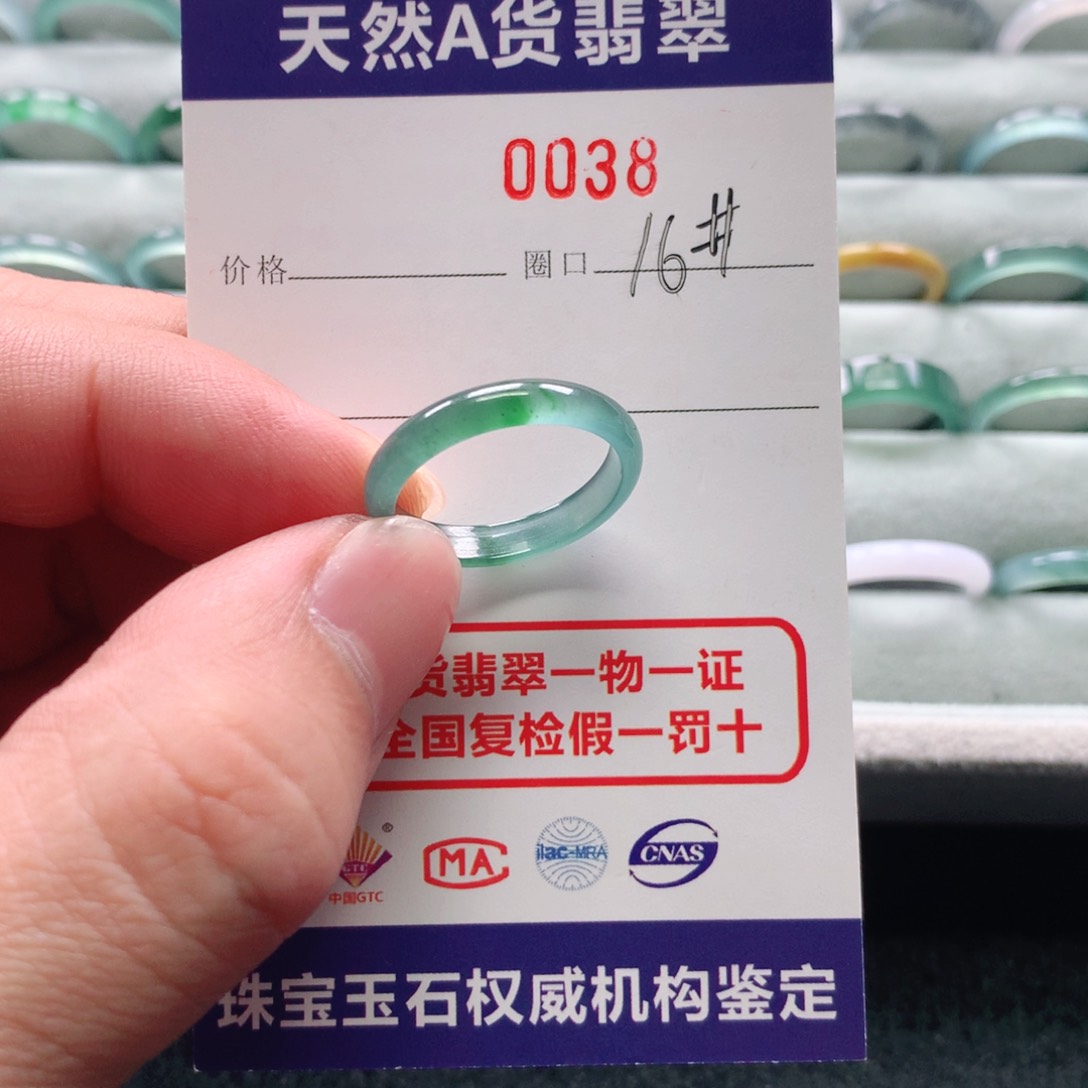 天然A货翡翠
0038
价格 圈口 16#
货翡翠一物一证
全国复检假一罚十
® MA ilac-MRA CNAS
中国GTC
珠宝玉石权威机构鉴定